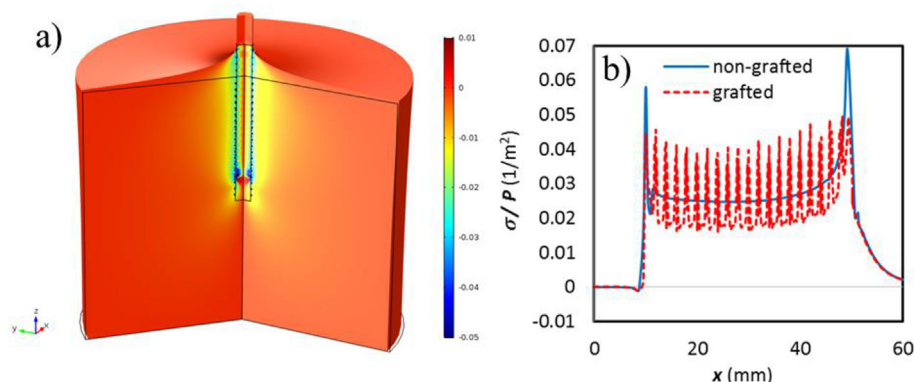 a)
0.01
0
-0.01
-0.02
-0.03
-0.04
-0.05
z
y
x
b)
non-grafted
grafted
0.07
0.06
0.05
0.04
0.03
0.02
0.01
0
-0.01
σ/ P (1/m²)
0 20 40 60
x (mm)